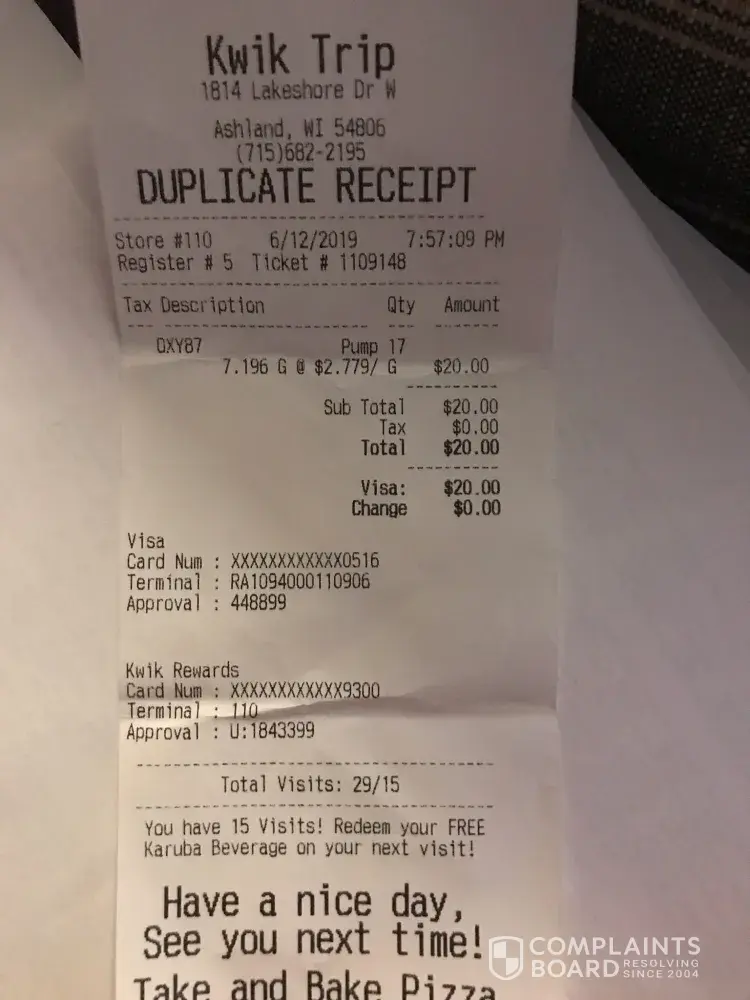 Kwik Trip
1814 Lakeshore Dr W
Ashland, WI 54806
(715)682-2195
DUPLICATE RECEIPT
Store #110 6/12/2019 7:57:09 PM
Register # 5 Ticket # 1109148
Tax Description Qty Amount
OXY87 Pump 17
7.196 G @ $2.779/ G $20.00
Sub Total $20.00
Tax $0.00
Total $20.00
Visa: $20.00
Change $0.00
Visa
Card Num : XXXXXXXXXXXX0516
Terminal : RA1094000110906
Approval : 448899
Kwik Rewards
Card Num : XXXXXXXXXXXX9300
Terminal : 110
Approval : U:1843399
Total Visits: 29/15
You have 15 Visits! Redeem your FREE
Karuba Beverage on your next visit!
Have a nice day,
See you next time!
Take and Bake Pizza
COMPLAINTS
BOARD RESOLVING
SINCE 2004